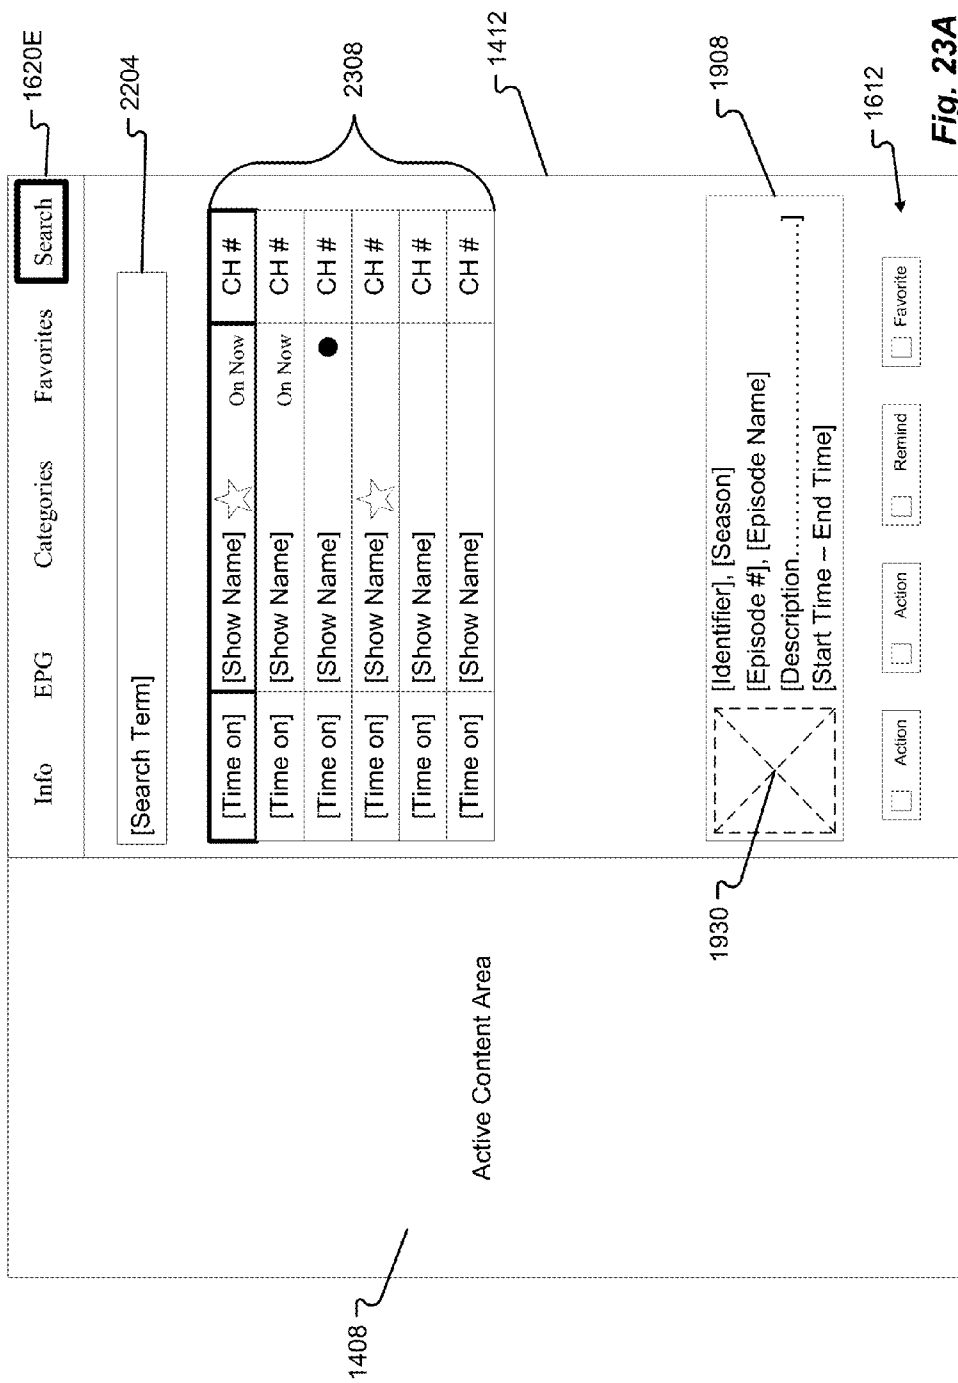 1620E
Info EPG Categories Favorites Search
2204
[Search Term]
2308
[Time on] [Show Name] On Now CH #
[Time on] [Show Name] On Now CH #
[Time on] [Show Name] CH #
[Time on] [Show Name] CH #
[Time on] [Show Name] CH #
[Time on] [Show Name] CH #
1412
Active Content Area
1408
1908
[Identifier], [Season]
[Episode #], [Episode Name]
[Description..............................................]
[Start Time – End Time]
1930
1612
Action Action Remind Favorite
Fig. 23A